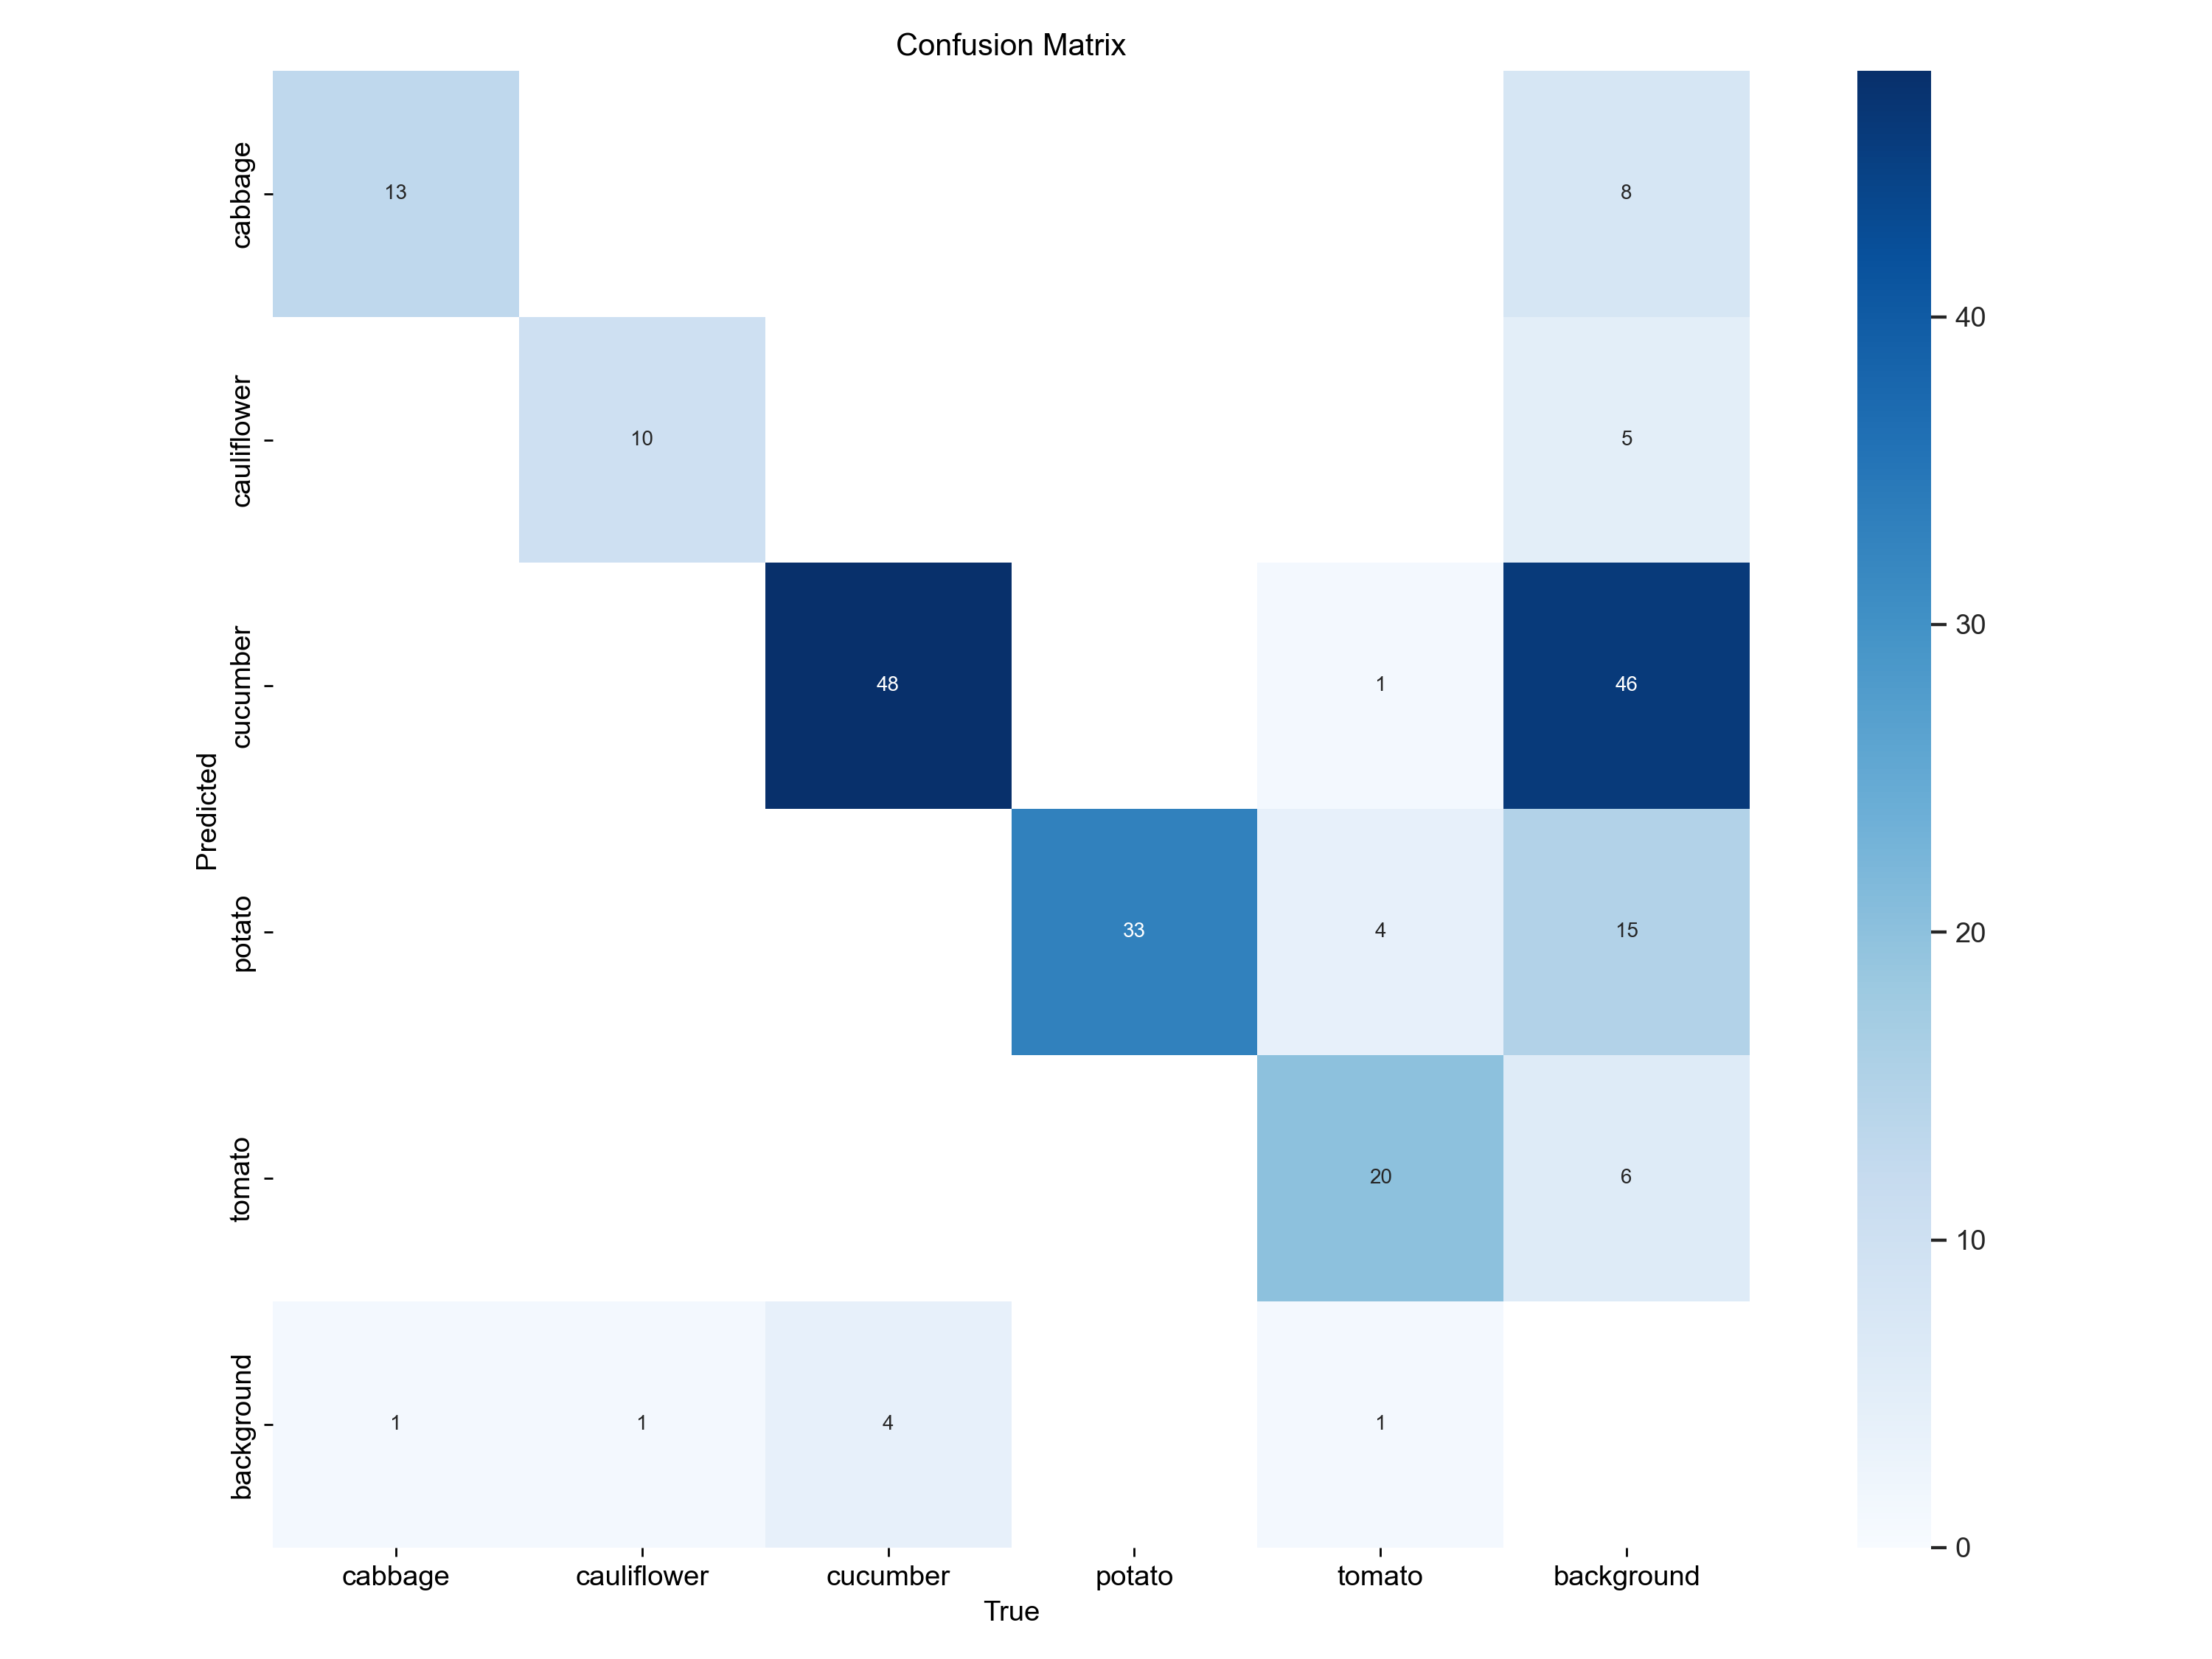 Confusion Matrix
cabbage
13
8
cauliflower
10
5
cucumber
48
1
46
Predicted
potato
33
4
15
tomato
20
6
background
1
1
4
1
cabbage
cauliflower
cucumber
potato
tomato
background
True
40
30
20
10
0